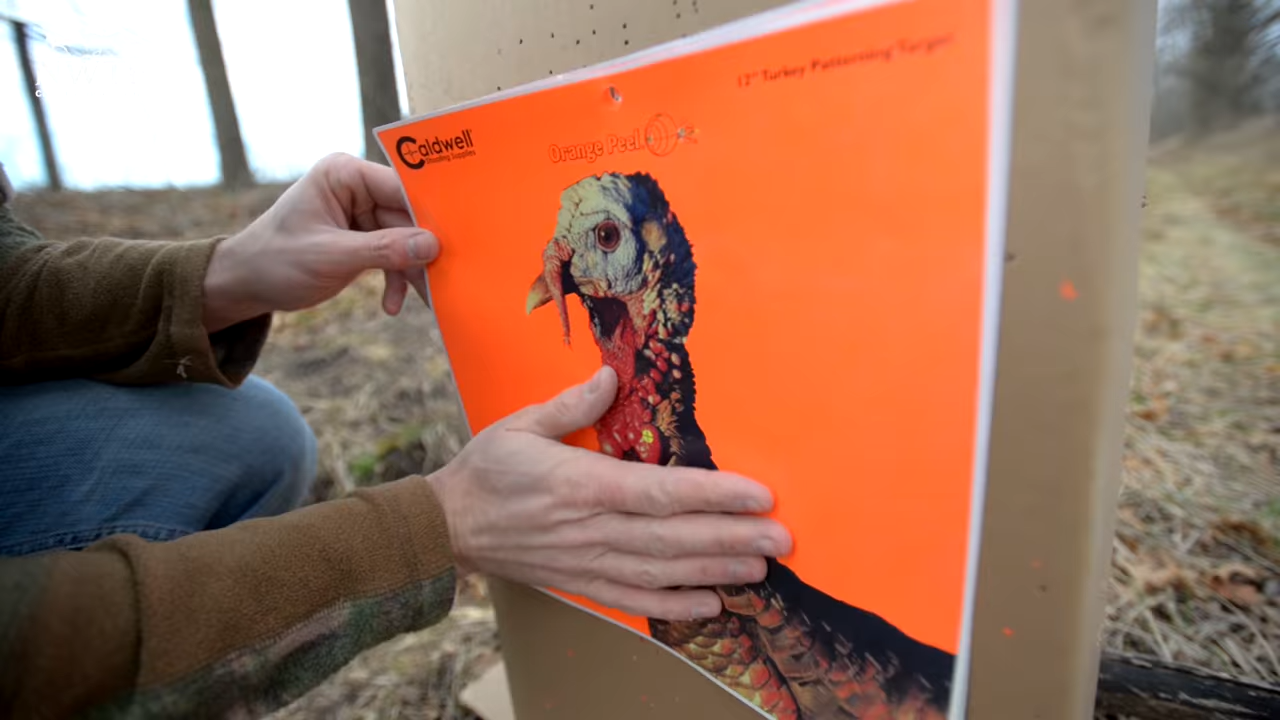 Caldwell
Shooting Supplies
Orange Peel
12" Turkey Patterning Target